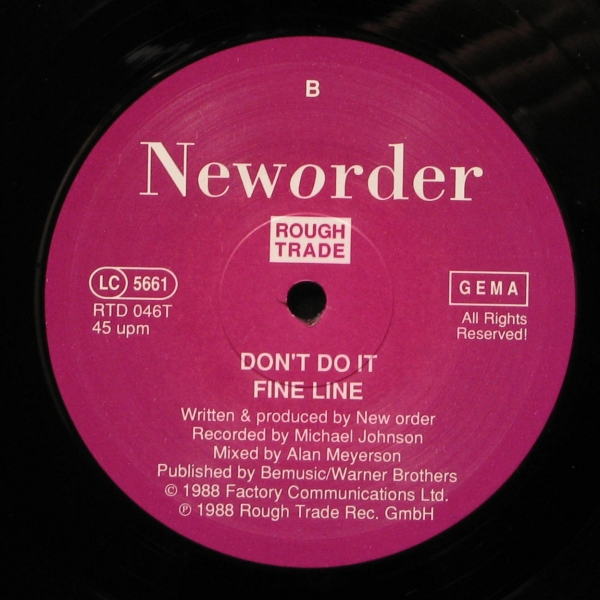 B
Neworder
ROUGH
TRADE
LC 5661
RTD 046T
45 upm
GEMA
All Rights
Reserved!
DON'T DO IT
FINE LINE
Written & produced by New order
Recorded by Michael Johnson
Mixed by Alan Meyerson
Published by Bemusic/Warner Brothers
© 1988 Factory Communications Ltd.
℗ 1988 Rough Trade Rec. GmbH